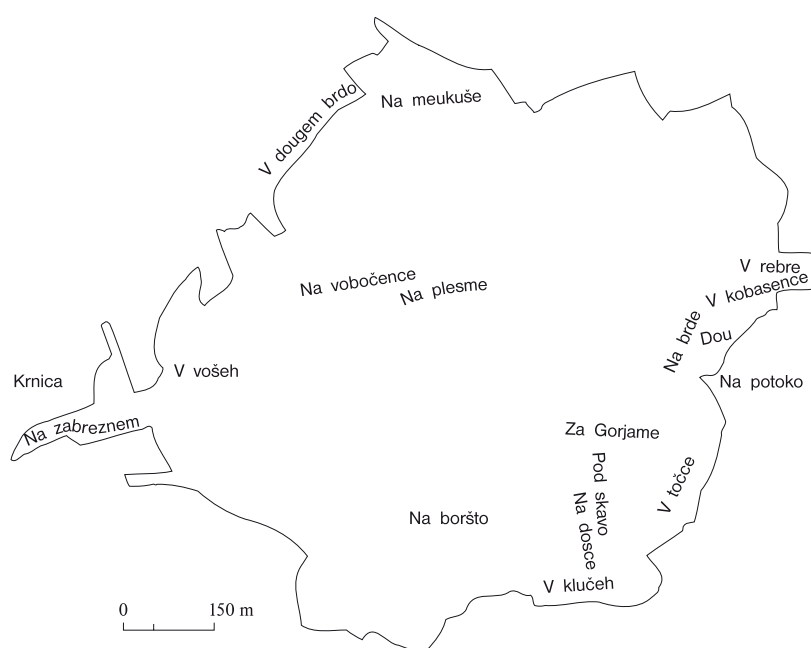 V dougem brdo
Na meukuše
V rebre
Na vobočence
Na plesme
V kobasence
Na brde
Dou
Krnica
V vošeh
Na potoko
Na zabreznem
Za Gorjame
Pod skavo
V točce
Na dosce
Na boršto
V klučeh
0 150 m